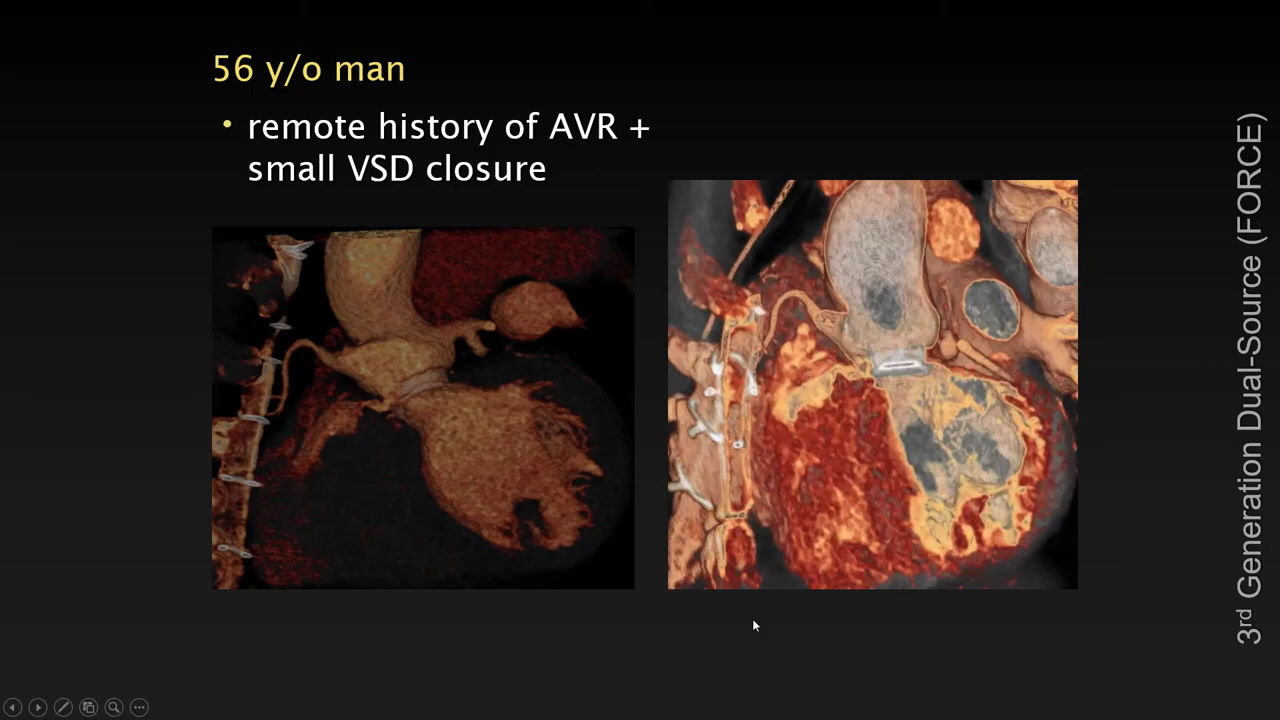 56 y/o man
• remote history of AVR +
small VSD closure
3rd Generation Dual-Source (FORCE)